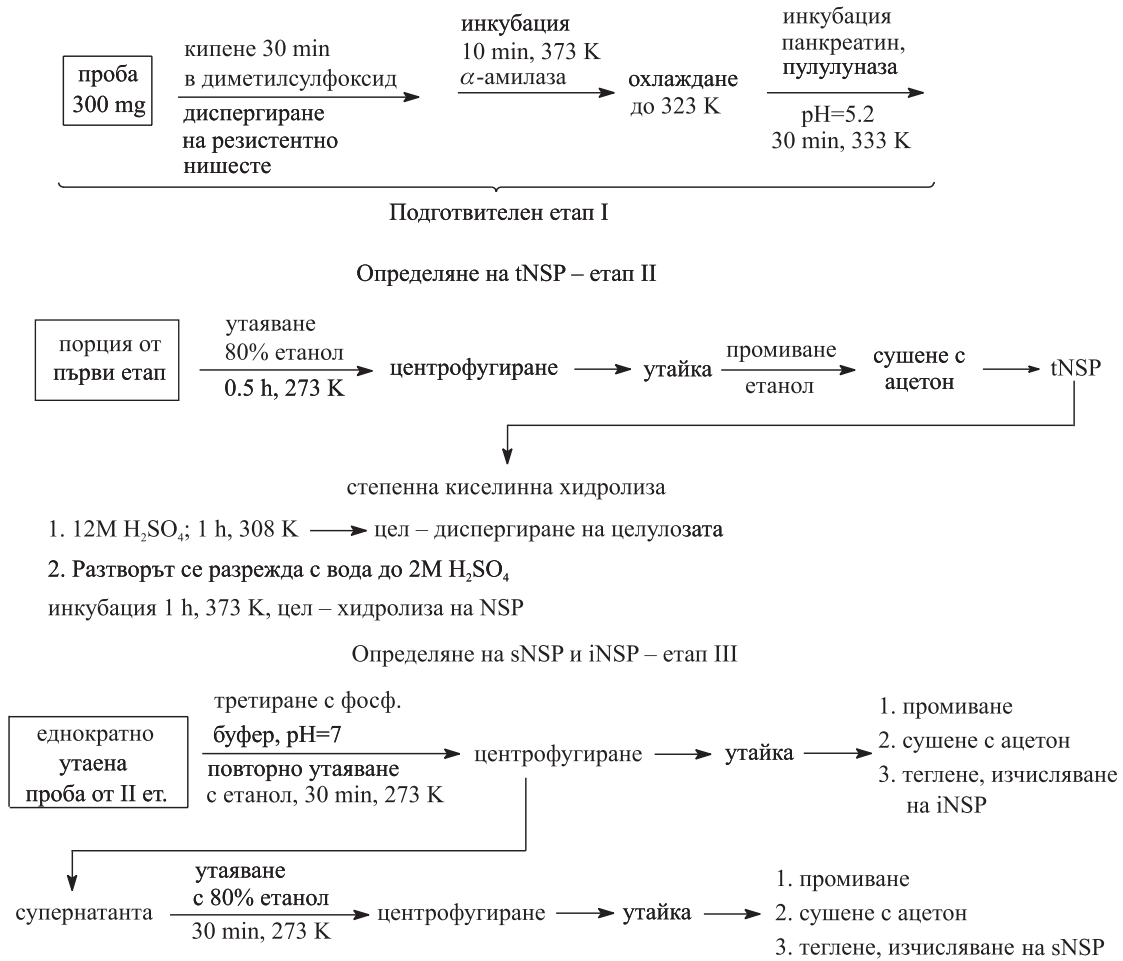 проба
300 mg
кипене 30 min
в диметилсулфоксид
диспергиране
на резистентно
нишесте
инкубация
10 min, 373 K
α-амилаза
охлаждане
до 323 K
инкубация
панкреатин,
пулулуназа
pH=5.2
30 min, 333 K
Подготвителен етап I
Определяне на tNSP – етап II
порция от
първи етап
утаяване
80% етанол
0.5 h, 273 K
центрофугиране
утайка
промиване
етанол
сушене с
ацетон
tNSP
степенна киселинна хидролиза
1. 12M H₂SO₄; 1 h, 308 K → цел – диспергиране на целулозата
2. Разтворът се разрежда с вода до 2M H₂SO₄
инкубация 1 h, 373 K, цел – хидролиза на NSP
Определяне на sNSP и iNSP – етап III
еднократно
утаена
проба от II ет.
третиране с фосф.
буфер, pH=7
повторно утаяване
с етанол, 30 min, 273 K
центрофугиране
утайка
1. промиване
2. сушене с ацетон
3. теглене, изчисляване
на iNSP
супернатанта
утаяване
с 80% етанол
30 min, 273 K
центрофугиране
утайка
1. промиване
2. сушене с ацетон
3. теглене, изчисляване на sNSP